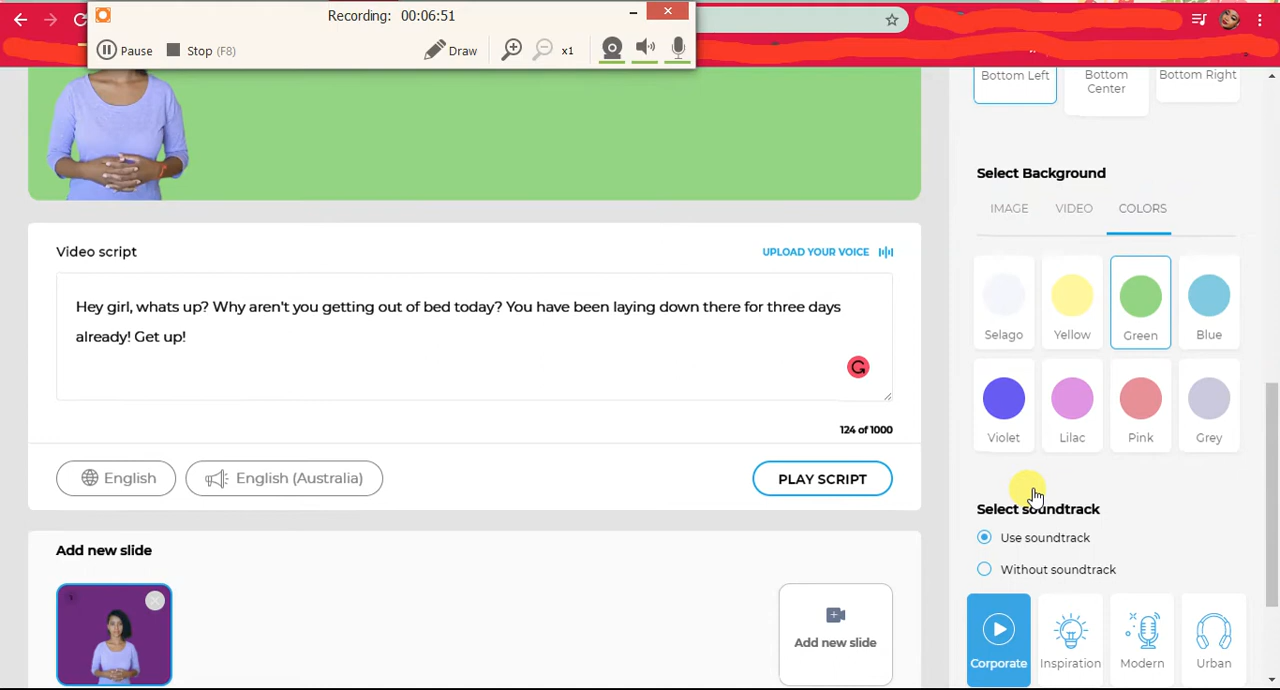 Recording: 00:06:51
Pause Stop (F8) Draw x1
Bottom Left Bottom Center Bottom Right
Select Background
IMAGE VIDEO COLORS
Video script UPLOAD YOUR VOICE
Hey girl, whats up? Why aren't you getting out of bed today? You have been laying down there for three days
already! Get up!
Selago Yellow Green Blue
Violet Lilac Pink Grey
124 of 1000
English English (Australia) PLAY SCRIPT
Select soundtrack
Use soundtrack
Without soundtrack
Add new slide
1
Add new slide
Corporate Inspiration Modern Urban